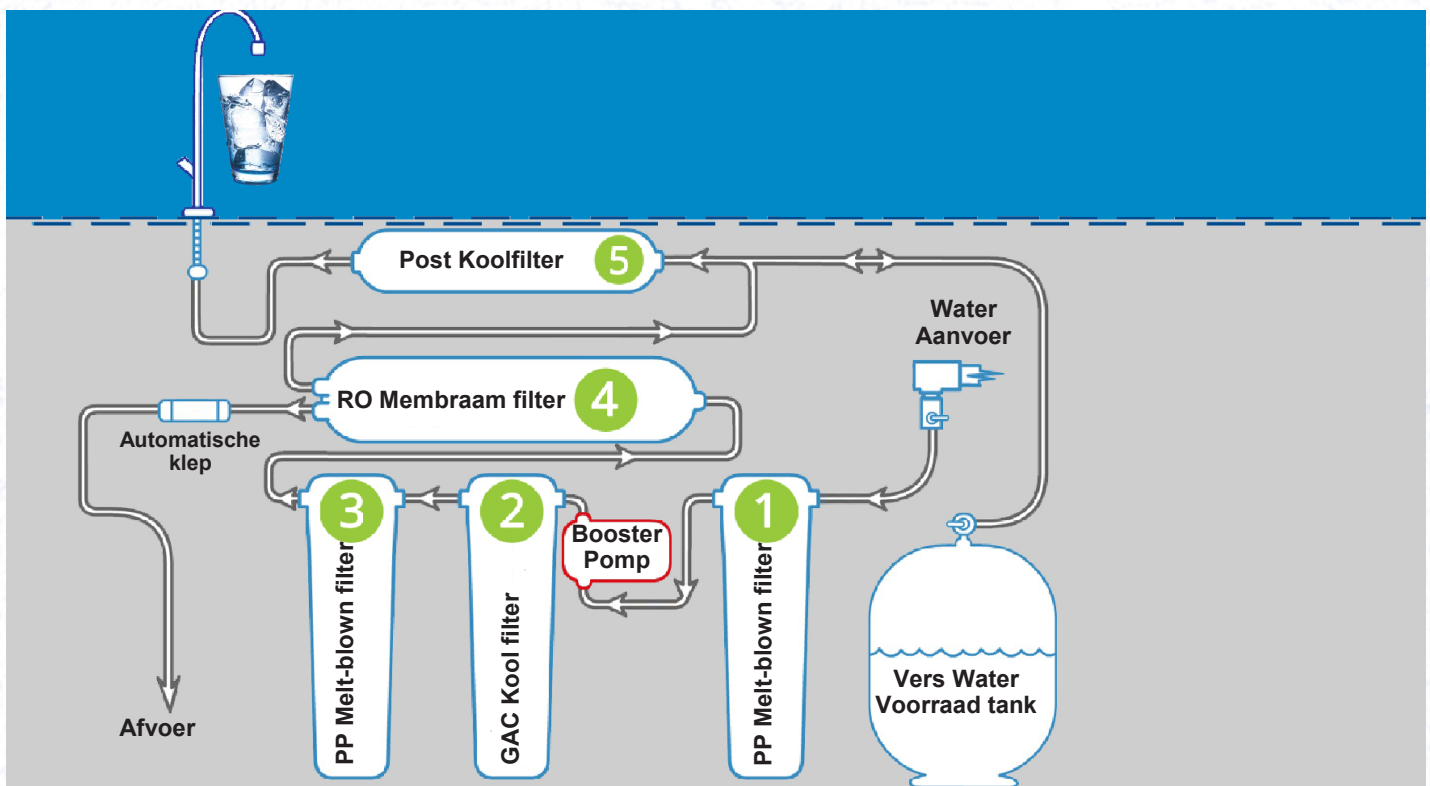 Post Koolfilter 5
Water
Aanvoer
RO Membraam filter 4
Automatische
klep
3
2
1
Booster
Pomp
PP Melt-blown filter
GAC Kool filter
PP Melt-blown filter
Vers Water
Voorraad tank
Afvoer